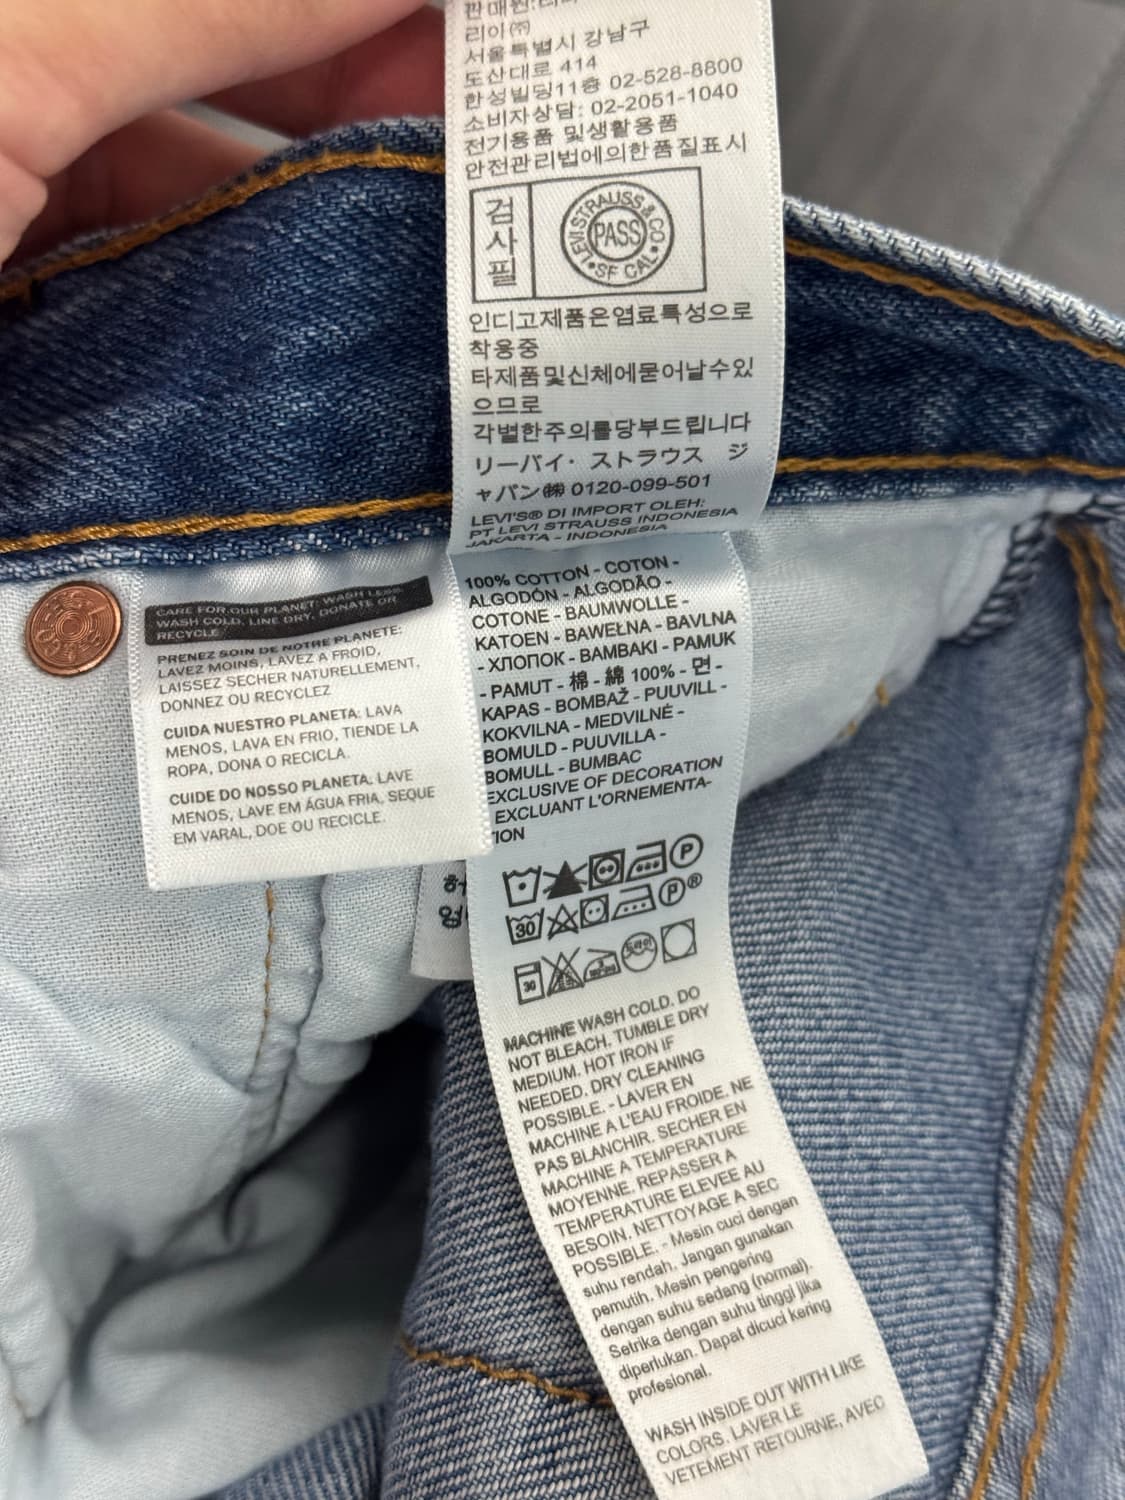 리아㈜
서울특별시 강남구
도산대로 414
한성빌딩11층 02-528-8800
소비자상담: 02-2051-1040
전기용품 및생활용품
안전관리법에의한품질표시
검사필
LEVI STRAUSS & CO
PASS
SF CAL
인디고제품은염료특성으로
착용중
타제품및신체에묻어날수있
으므로
각별한주의를당부드립니다
リーバイ・ストラウス ジ
ャパン㈱ 0120-099-501
LEVI'S® DI IMPORT OLEH:
PT LEVI STRAUSS INDONESIA
JAKARTA - INDONESIA
CARE FOR OUR PLANET: WASH LESS,
WASH COLD, LINE DRY, DONATE OR
RECYCLE
PRENEZ SOIN DE NOTRE PLANETE:
LAVEZ MOINS, LAVEZ A FROID,
LAISSEZ SECHER NATURELLEMENT,
DONNEZ OU RECYCLEZ
CUIDA NUESTRO PLANETA: LAVA
MENOS, LAVA EN FRIO, TIENDE LA
ROPA, DONA O RECICLA.
CUIDE DO NOSSO PLANETA: LAVE
MENOS, LAVE EM ÁGUA FRIA, SEQUE
EM VARAL, DOE OU RECICLE.
100% COTTON - COTON -
ALGODÓN - ALGODÃO -
COTONE - BAUMWOLLE -
KATOEN - BAWEŁNA - BAVLNA
- ХЛОПОК - BAMBAKI - PAMUK
- PAMUT - 棉 - 綿 100% - 면 -
KAPAS - BOMBAŽ - PUUVILL -
KOKVILNA - MEDVILNĖ -
BOMULD - PUUVILLA -
BOMULL - BUMBAC
EXCLUSIVE OF DECORATION
EXCLUANT L'ORNEMENTA-
TION
P
30 P®
30 드라이
MACHINE WASH COLD. DO
NOT BLEACH. TUMBLE DRY
MEDIUM. HOT IRON IF
NEEDED. DRY CLEANING
POSSIBLE. - LAVER EN
MACHINE A L'EAU FROIDE. NE
PAS BLANCHIR. SECHER EN
MACHINE A TEMPERATURE
MOYENNE. REPASSER A
TEMPERATURE ELEVEE AU
BESOIN. NETTOYAGE A SEC
POSSIBLE. - Mesin cuci dengan
suhu rendah. Jangan gunakan
pemutih. Mesin pengering
dengan suhu sedang (normal).
Setrika dengan suhu tinggi jika
diperlukan. Dapat dicuci kering
profesional.
WASH INSIDE OUT WITH LIKE
COLORS. LAVER LE
VETEMENT RETOURNE, AVEC